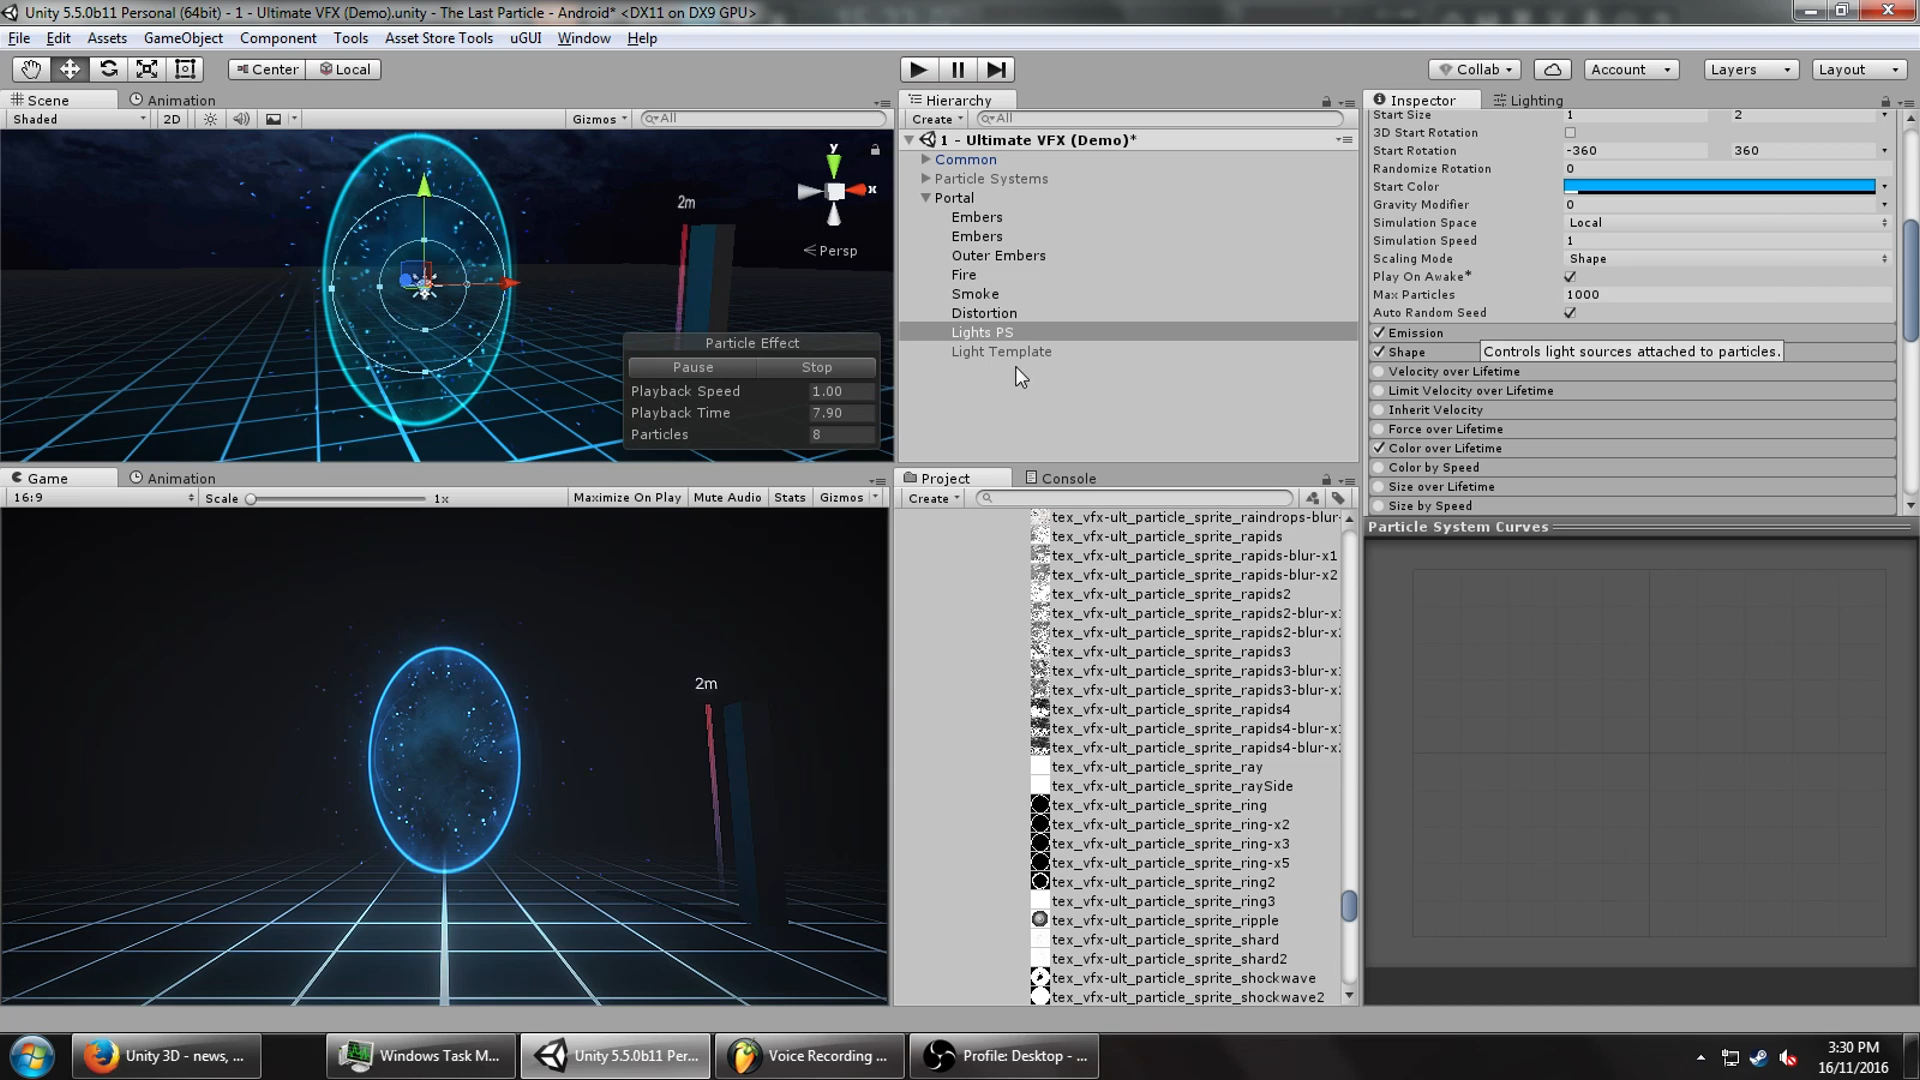 Unity 5.5.0b11 Personal (64bit) - 1 - Ultimate VFX (Demo).unity - The Last Particle - Android* <DX11 on DX9 GPU>
File Edit Assets GameObject Component Tools Asset Store Tools uGUI Window Help
Center Local
Collab Account Layers Layout
Scene Animation
Shaded 2D Gizmos All
2m
y
x
Persp
Particle Effect
Pause Stop
Playback Speed 1.00
Playback Time 7.90
Particles 8
Hierarchy
Create All
1 - Ultimate VFX (Demo)*
Common
Particle Systems
Portal
Embers
Embers
Outer Embers
Fire
Smoke
Distortion
Lights PS
Light Template
Inspector Lighting
Start Size 1 2
3D Start Rotation
Start Rotation -360 360
Randomize Rotation 0
Start Color
Gravity Modifier 0
Simulation Space Local
Simulation Speed 1
Scaling Mode Shape
Play On Awake*
Max Particles 1000
Auto Random Seed
Emission
Shape
Controls light sources attached to particles.
Velocity over Lifetime
Limit Velocity over Lifetime
Inherit Velocity
Force over Lifetime
Color over Lifetime
Color by Speed
Size over Lifetime
Size by Speed
Particle System Curves
Game Animation
16:9 Scale 1x Maximize On Play Mute Audio Stats Gizmos
2m
Project Console
Create
tex_vfx-ult_particle_sprite_raindrops-blur-
tex_vfx-ult_particle_sprite_rapids
tex_vfx-ult_particle_sprite_rapids-blur-x1
tex_vfx-ult_particle_sprite_rapids-blur-x2
tex_vfx-ult_particle_sprite_rapids2
tex_vfx-ult_particle_sprite_rapids2-blur-x
tex_vfx-ult_particle_sprite_rapids2-blur-x
tex_vfx-ult_particle_sprite_rapids3
tex_vfx-ult_particle_sprite_rapids3-blur-x
tex_vfx-ult_particle_sprite_rapids3-blur-x
tex_vfx-ult_particle_sprite_rapids4
tex_vfx-ult_particle_sprite_rapids4-blur-x
tex_vfx-ult_particle_sprite_rapids4-blur-x
tex_vfx-ult_particle_sprite_ray
tex_vfx-ult_particle_sprite_raySide
tex_vfx-ult_particle_sprite_ring
tex_vfx-ult_particle_sprite_ring-x2
tex_vfx-ult_particle_sprite_ring-x3
tex_vfx-ult_particle_sprite_ring-x5
tex_vfx-ult_particle_sprite_ring2
tex_vfx-ult_particle_sprite_ring3
tex_vfx-ult_particle_sprite_ripple
tex_vfx-ult_particle_sprite_shard
tex_vfx-ult_particle_sprite_shard2
tex_vfx-ult_particle_sprite_shockwave
tex_vfx-ult_particle_sprite_shockwave2
Unity 3D - news, ...
Windows Task M...
Unity 5.5.0b11 Per...
Voice Recording ...
Profile: Desktop - ...
3:30 PM
16/11/2016